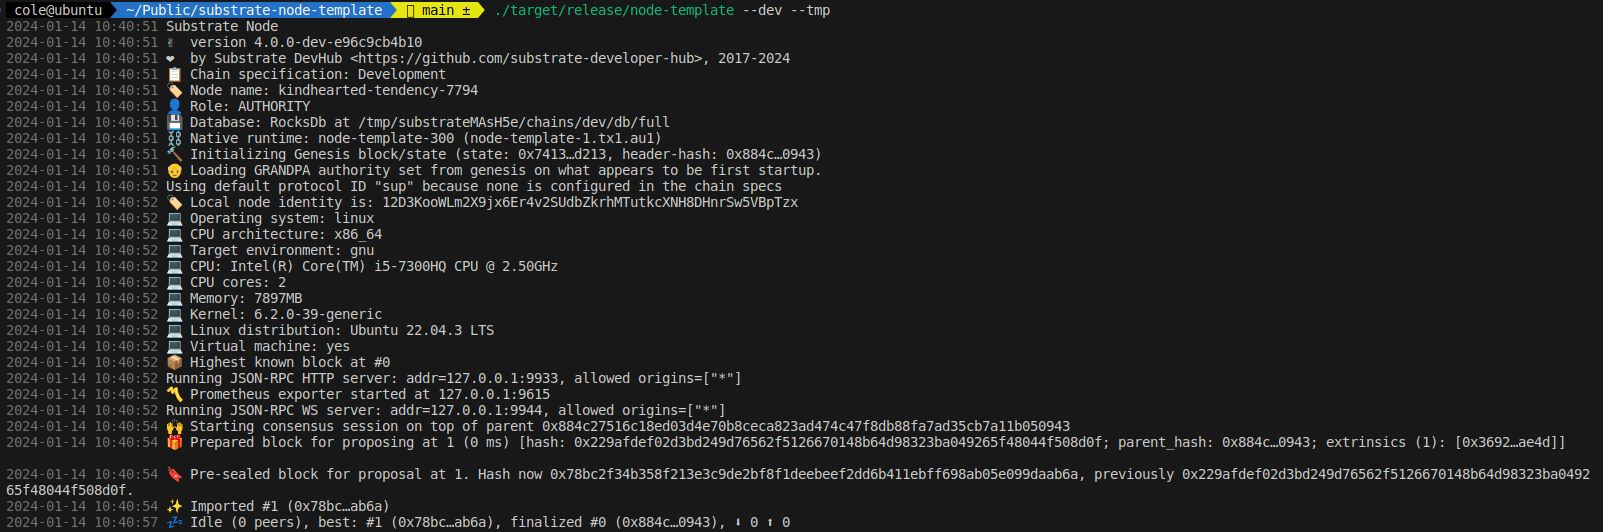 cole@ubuntu ~/Public/substrate-node-template main ± ./target/release/node-template --dev --tmp
2024-01-14 10:40:51 Substrate Node
2024-01-14 10:40:51 ✌️ version 4.0.0-dev-e96c9cb4b10
2024-01-14 10:40:51 ❤️ by Substrate DevHub <https://github.com/substrate-developer-hub>, 2017-2024
2024-01-14 10:40:51 📋 Chain specification: Development
2024-01-14 10:40:51 🏷 Node name: kindhearted-tendency-7794
2024-01-14 10:40:51 👤 Role: AUTHORITY
2024-01-14 10:40:51 💾 Database: RocksDb at /tmp/substrateMAsH5e/chains/dev/db/full
2024-01-14 10:40:51 ⛓ Native runtime: node-template-300 (node-template-1.tx1.au1)
2024-01-14 10:40:51 🔨 Initializing Genesis block/state (state: 0x7413…d213, header-hash: 0x884c…0943)
2024-01-14 10:40:51 👴 Loading GRANDPA authority set from genesis on what appears to be first startup.
2024-01-14 10:40:52 Using default protocol ID "sup" because none is configured in the chain specs
2024-01-14 10:40:52 🏷 Local node identity is: 12D3KooWLm2X9jx6Er4v2SUdbZkrhMTutkcXNH8DHnrSw5VBpTzx
2024-01-14 10:40:52 💻 Operating system: linux
2024-01-14 10:40:52 💻 CPU architecture: x86_64
2024-01-14 10:40:52 💻 Target environment: gnu
2024-01-14 10:40:52 💻 CPU: Intel(R) Core(TM) i5-7300HQ CPU @ 2.50GHz
2024-01-14 10:40:52 💻 CPU cores: 2
2024-01-14 10:40:52 💻 Memory: 7897MB
2024-01-14 10:40:52 💻 Kernel: 6.2.0-39-generic
2024-01-14 10:40:52 💻 Linux distribution: Ubuntu 22.04.3 LTS
2024-01-14 10:40:52 💻 Virtual machine: yes
2024-01-14 10:40:52 📦 Highest known block at #0
2024-01-14 10:40:52 Running JSON-RPC HTTP server: addr=127.0.0.1:9933, allowed origins=["*"]
2024-01-14 10:40:52 〽️ Prometheus exporter started at 127.0.0.1:9615
2024-01-14 10:40:52 Running JSON-RPC WS server: addr=127.0.0.1:9944, allowed origins=["*"]
2024-01-14 10:40:54 🙌 Starting consensus session on top of parent 0x884c27516c18ed03d4e70b8ceca823ad474c47f8db88fa7ad35cb7a11b050943
2024-01-14 10:40:54 🎁 Prepared block for proposing at 1 (0 ms) [hash: 0x229afdef02d3bd249d76562f5126670148b64d98323ba049265f48044f508d0f; parent_hash: 0x884c…0943; extrinsics (1): [0x3692…ae4d]]
2024-01-14 10:40:54 🔖 Pre-sealed block for proposal at 1. Hash now 0x78bc2f34b358f213e3c9de2bf8f1deebeef2dd6b411ebff698ab05e099daab6a, previously 0x229afdef02d3bd249d76562f5126670148b64d98323ba0492
65f48044f508d0f.
2024-01-14 10:40:54 ✨ Imported #1 (0x78bc…ab6a)
2024-01-14 10:40:57 💤 Idle (0 peers), best: #1 (0x78bc…ab6a), finalized #0 (0x884c…0943), ⬇ 0 ⬆ 0